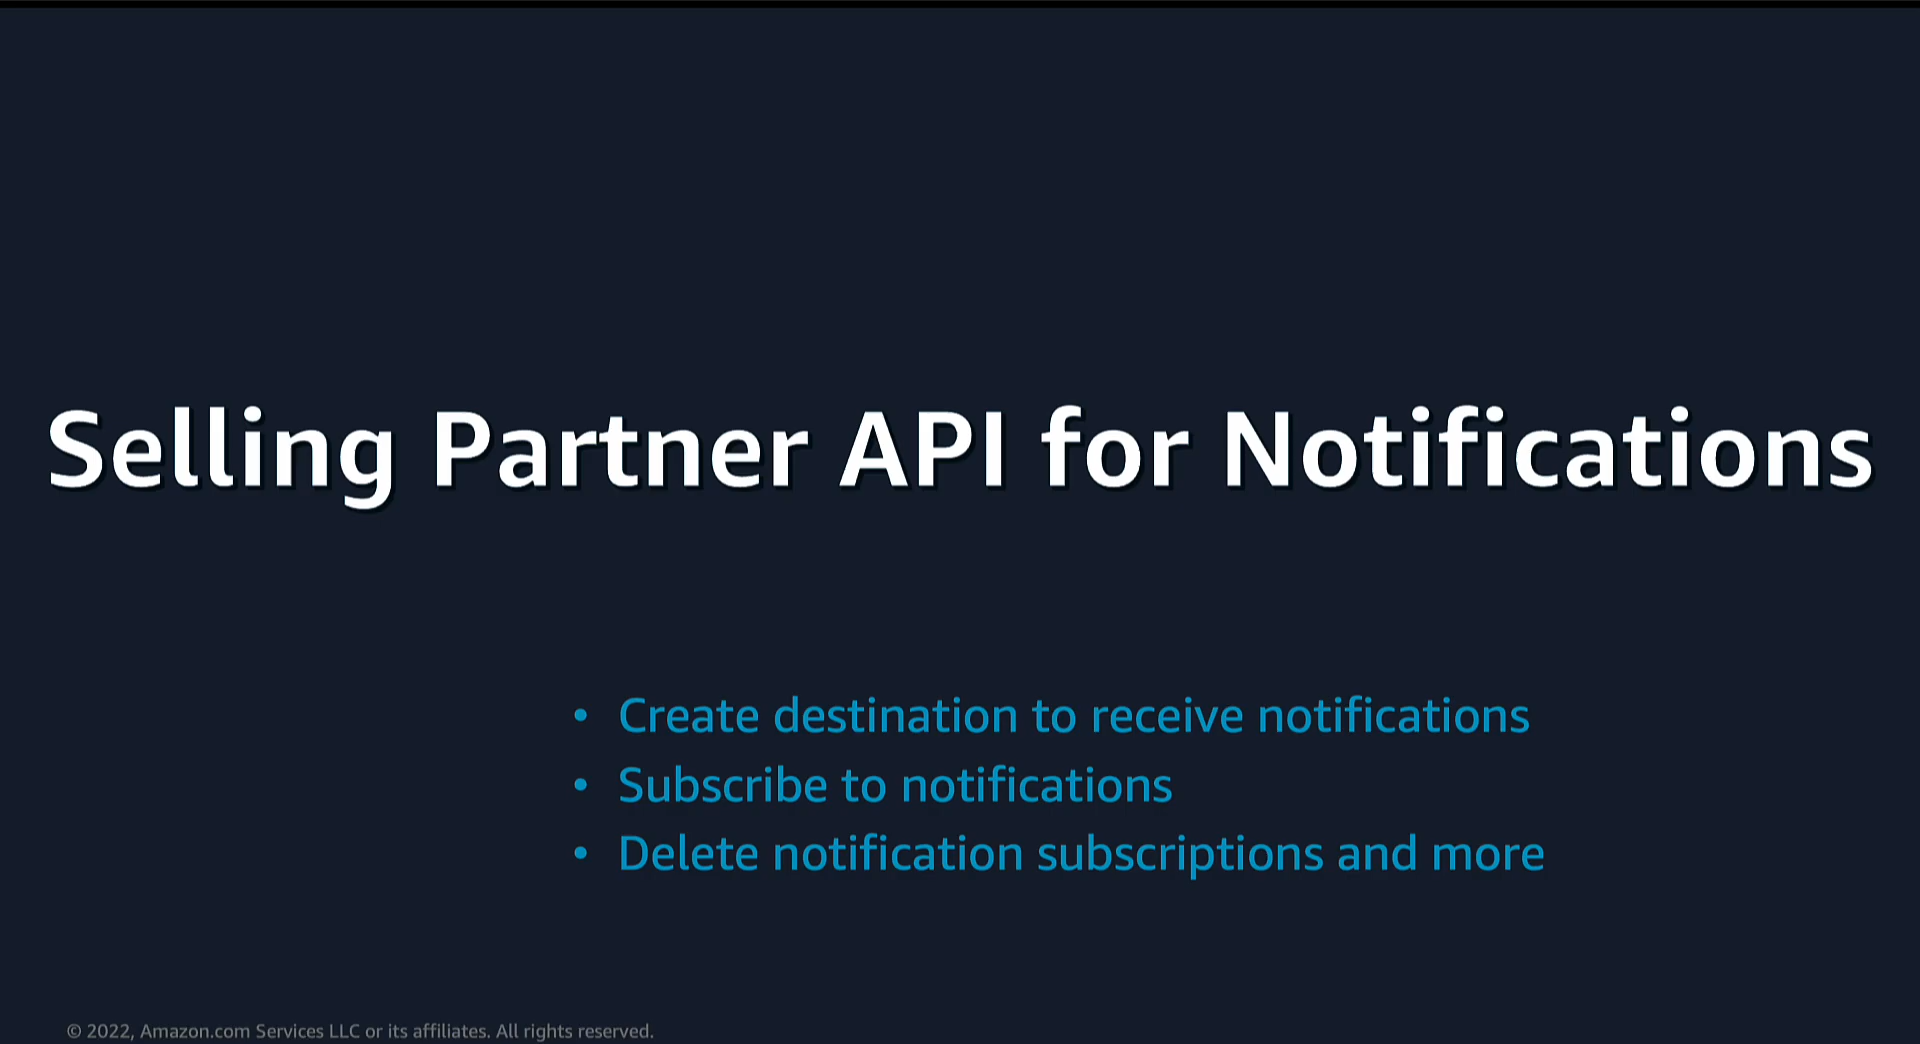 Selling Partner API for Notifications
• Create destination to receive notifications
• Subscribe to notifications
• Delete notification subscriptions and more
© 2022, Amazon.com Services LLC or its affiliates. All rights reserved.